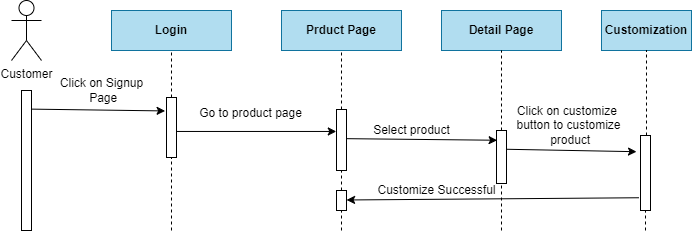 Login
Prduct Page
Detail Page
Customization
Customer
Click on Signup
Page
Go to product page
Select product
Click on customize
button to customize
product
Customize Successful